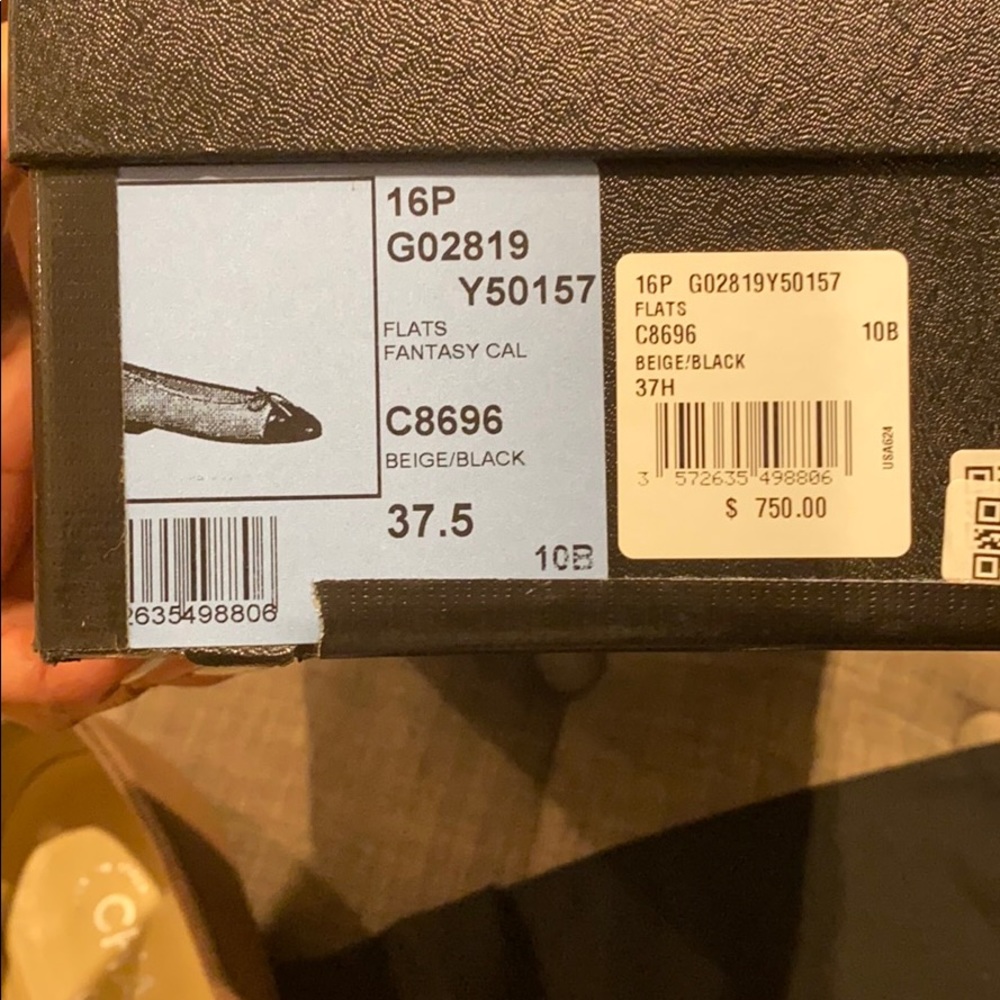 16P
G02819
Y50157
FLATS
FANTASY CAL
C8696
BEIGE/BLACK
37.5
10B
2635498806
16P G02819Y50157
FLATS
C8696 10B
BEIGE/BLACK
37H
USA624
3 572635 498806
$ 750.00